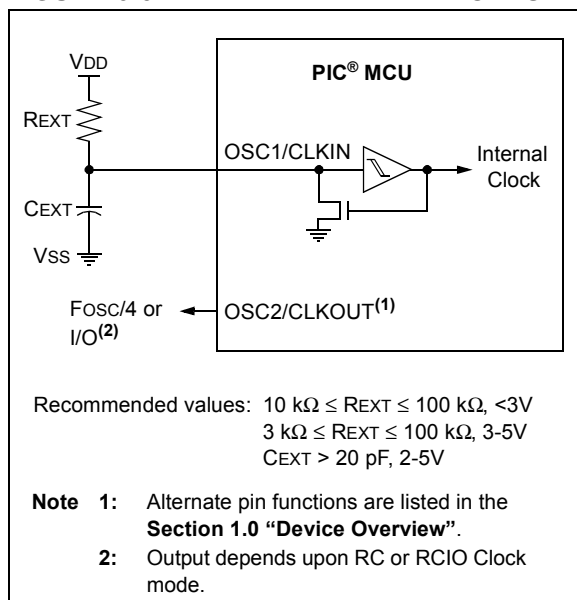 VDD
PIC® MCU
REXT
OSC1/CLKIN
Internal
Clock
CEXT
VSS
FOSC/4 or
I/O(2)
OSC2/CLKOUT(1)
Recommended values: 10 kΩ ≤ REXT ≤ 100 kΩ, <3V
3 kΩ ≤ REXT ≤ 100 kΩ, 3-5V
CEXT > 20 pF, 2-5V
Note 1: Alternate pin functions are listed in the
Section 1.0 “Device Overview”.
2: Output depends upon RC or RCIO Clock
mode.